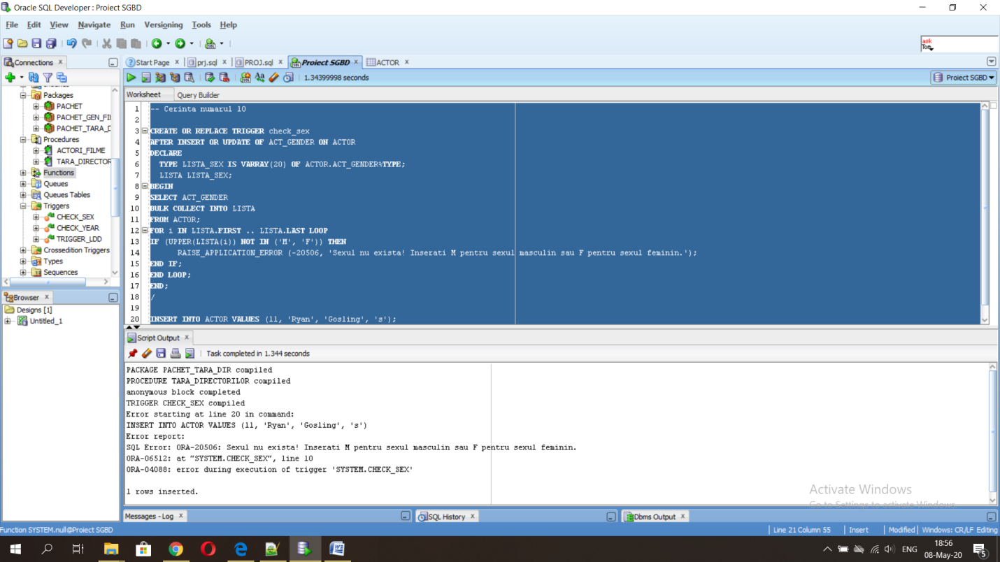 Oracle SQL Developer : Proiect SGBD
File Edit View Navigate Run Versioning Tools Help
ask
Tom
Connections
Start Page
prj.sql
PROJ.sql
Proiect SGBD
ACTOR
1.34399998 seconds
Proiect SGBD
Worksheet Query Builder
Packages
PACHET
PACHET_GEN_FI
PACHET_TARA_D
Procedures
ACTORI_FILME
TARA_DIRECTOR
Functions
Queues
Queues Tables
Triggers
CHECK_SEX
CHECK_YEAR
TRIGGER_LDD
Crossedition Triggers
Types
Sequences
Browser
Designs [1]
Untitled_1
1 -- Cerinta numarul 10
2
3 CREATE OR REPLACE TRIGGER check_sex
4 AFTER INSERT OR UPDATE OF ACT_GENDER ON ACTOR
5 DECLARE
6 TYPE LISTA_SEX IS VARRAY(20) OF ACTOR.ACT_GENDER%TYPE;
7 LISTA LISTA_SEX;
8 BEGIN
9 SELECT ACT_GENDER
10 BULK COLLECT INTO LISTA
11 FROM ACTOR;
12 FOR i IN LISTA.FIRST .. LISTA.LAST LOOP
13 IF (UPPER(LISTA(i)) NOT IN ('M', 'F')) THEN
14 RAISE_APPLICATION_ERROR (-20506, 'Sexul nu exista! Inserati M pentru sexul masculin sau F pentru sexul feminin.');
15 END IF;
16 END LOOP;
17 END;
18 /
19
20 INSERT INTO ACTOR VALUES (11, 'Ryan', 'Gosling', 's');
Script Output
Task completed in 1.344 seconds
PACKAGE PACHET_TARA_DIR compiled
PROCEDURE TARA_DIRECTORILOR compiled
anonymous block completed
TRIGGER CHECK_SEX compiled
Error starting at line 20 in command:
INSERT INTO ACTOR VALUES (11, 'Ryan', 'Gosling', 's')
Error report:
SQL Error: ORA-20506: Sexul nu exista! Inserati M pentru sexul masculin sau F pentru sexul feminin.
ORA-06512: at "SYSTEM.CHECK_SEX", line 10
ORA-04088: error during execution of trigger 'SYSTEM.CHECK_SEX'
1 rows inserted.
Activate Windows
Go to Settings to activate Windows.
Messages - Log
SQL History
Dbms Output
Function SYSTEM.null@Proiect SGBD
Line 21 Column 55 Insert Modified Windows: CR/LF Editing
ENG
18:56
08-May-20
5